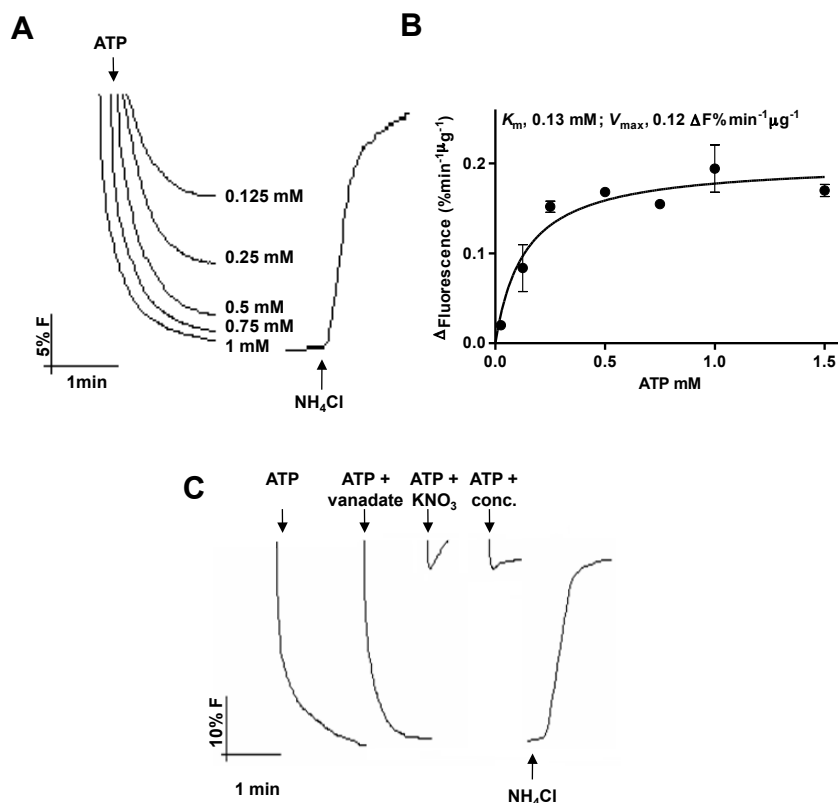 A
ATP
0.125 mM
0.25 mM
0.5 mM
0.75 mM
1 mM
5% F
1min
NH₄Cl
B
Kₘ, 0.13 mM; Vₘₐₓ, 0.12 ΔF%min⁻¹μg⁻¹
ΔFluorescence (%min⁻¹μg⁻¹)
0.2
0.1
0.0
0.0 0.5 1.0 1.5
ATP mM
C
ATP ATP + ATP + ATP +
vanadate KNO₃ conc.
10% F
1 min
NH₄Cl